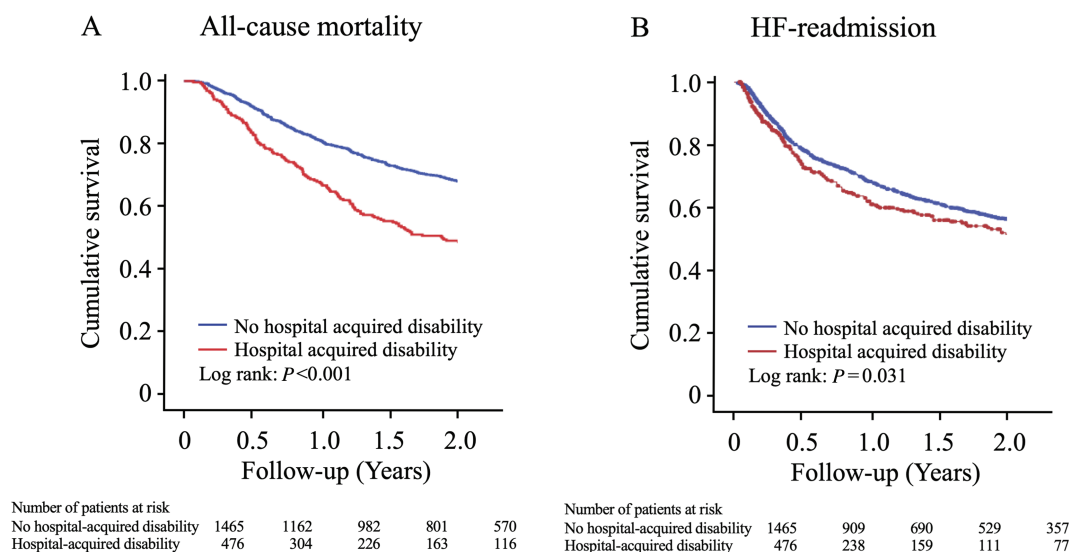 A All-cause mortality
Cumulative survival
1.0
0.8
0.6
0.4
0.2
0
No hospital acquired disability
Hospital acquired disability
Log rank: P<0.001
0 0.5 1.0 1.5 2.0
Follow-up (Years)
Number of patients at risk
No hospital-acquired disability 1465 1162 982 801 570
Hospital-acquired disability 476 304 226 163 116
B HF-readmission
Cumulative survival
1.0
0.8
0.6
0.4
0.2
0
No hospital acquired disability
Hospital acquired disability
Log rank: P=0.031
0 0.5 1.0 1.5 2.0
Follow-up (Years)
Number of patients at risk
No hospital-acquired disability 1465 909 690 529 357
Hospital-acquired disability 476 238 159 111 77